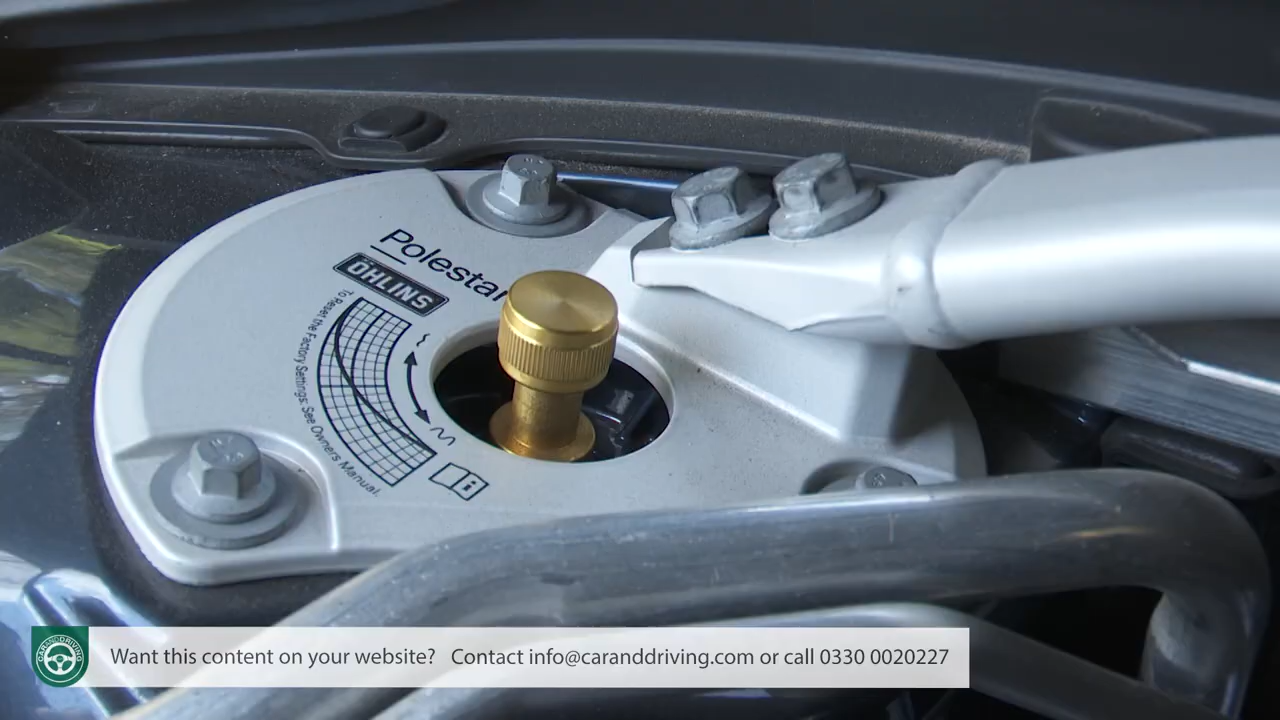 Polestar
ÖHLINS
To Reset the Factory Settings: See Owners Manual.
CARANDDRIVING
Want this content on your website? Contact info@caranddriving.com or call 0330 0020227